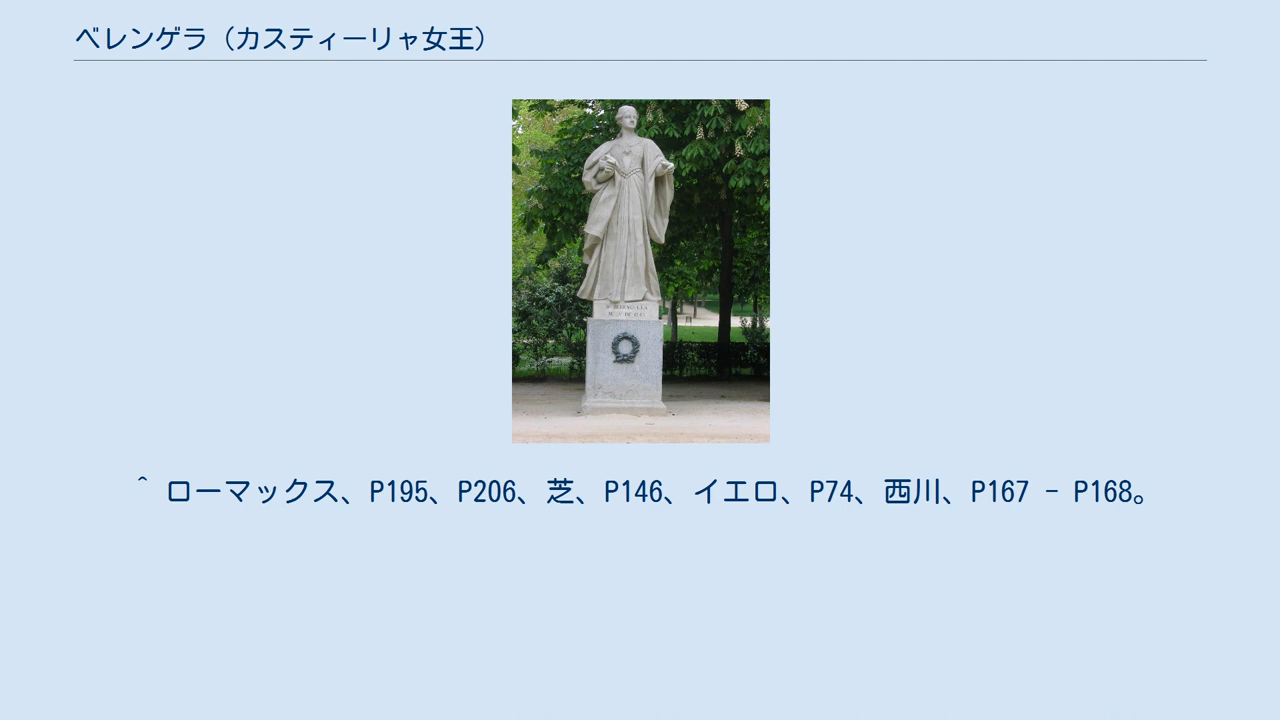 ベレンゲラ（カスティーリャ女王）
^ ローマックス、P195、P206、芝、P146、イエロ、P74、西川、P167 - P168。